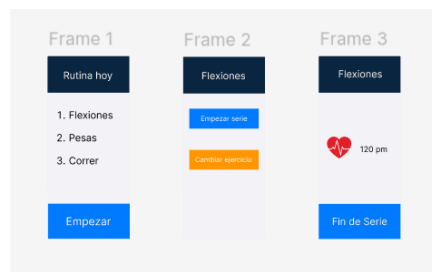 Frame 1
Rutina hoy
1. Flexiones
2. Pesas
3. Correr
Empezar
Frame 2
Flexiones
Empezar serie
Cambiar ejercicio
Frame 3
Flexiones
120 pm
Fin de Serie